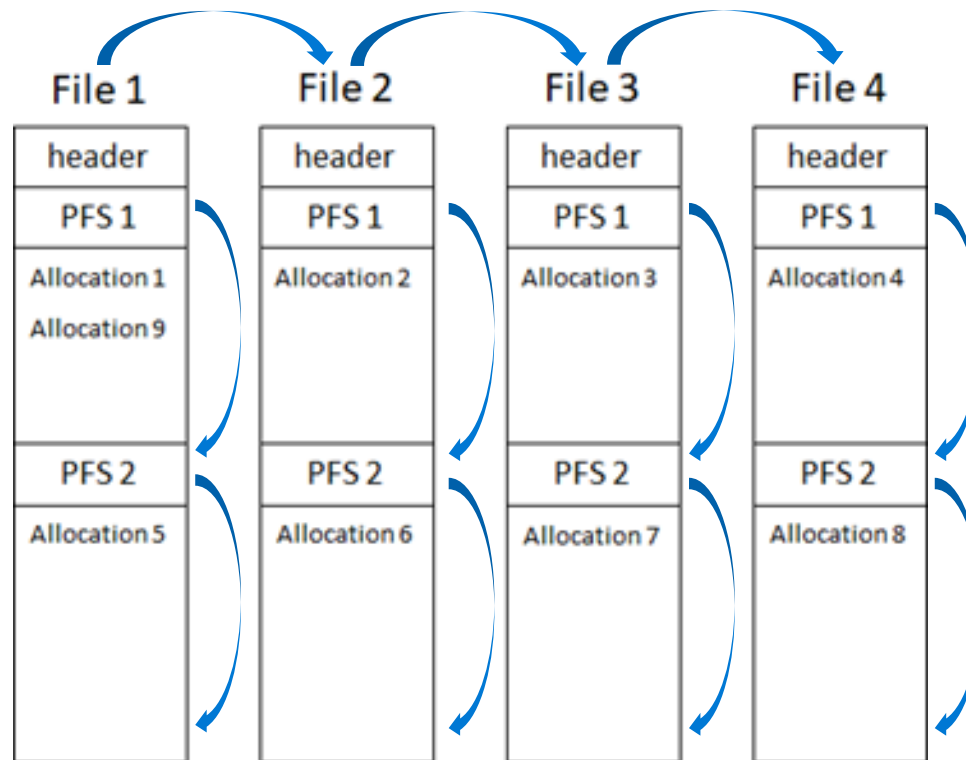 File 1
header
PFS 1
Allocation 1
Allocation 9
PFS 2
Allocation 5
File 2
header
PFS 1
Allocation 2
PFS 2
Allocation 6
File 3
header
PFS 1
Allocation 3
PFS 2
Allocation 7
File 4
header
PFS 1
Allocation 4
PFS 2
Allocation 8